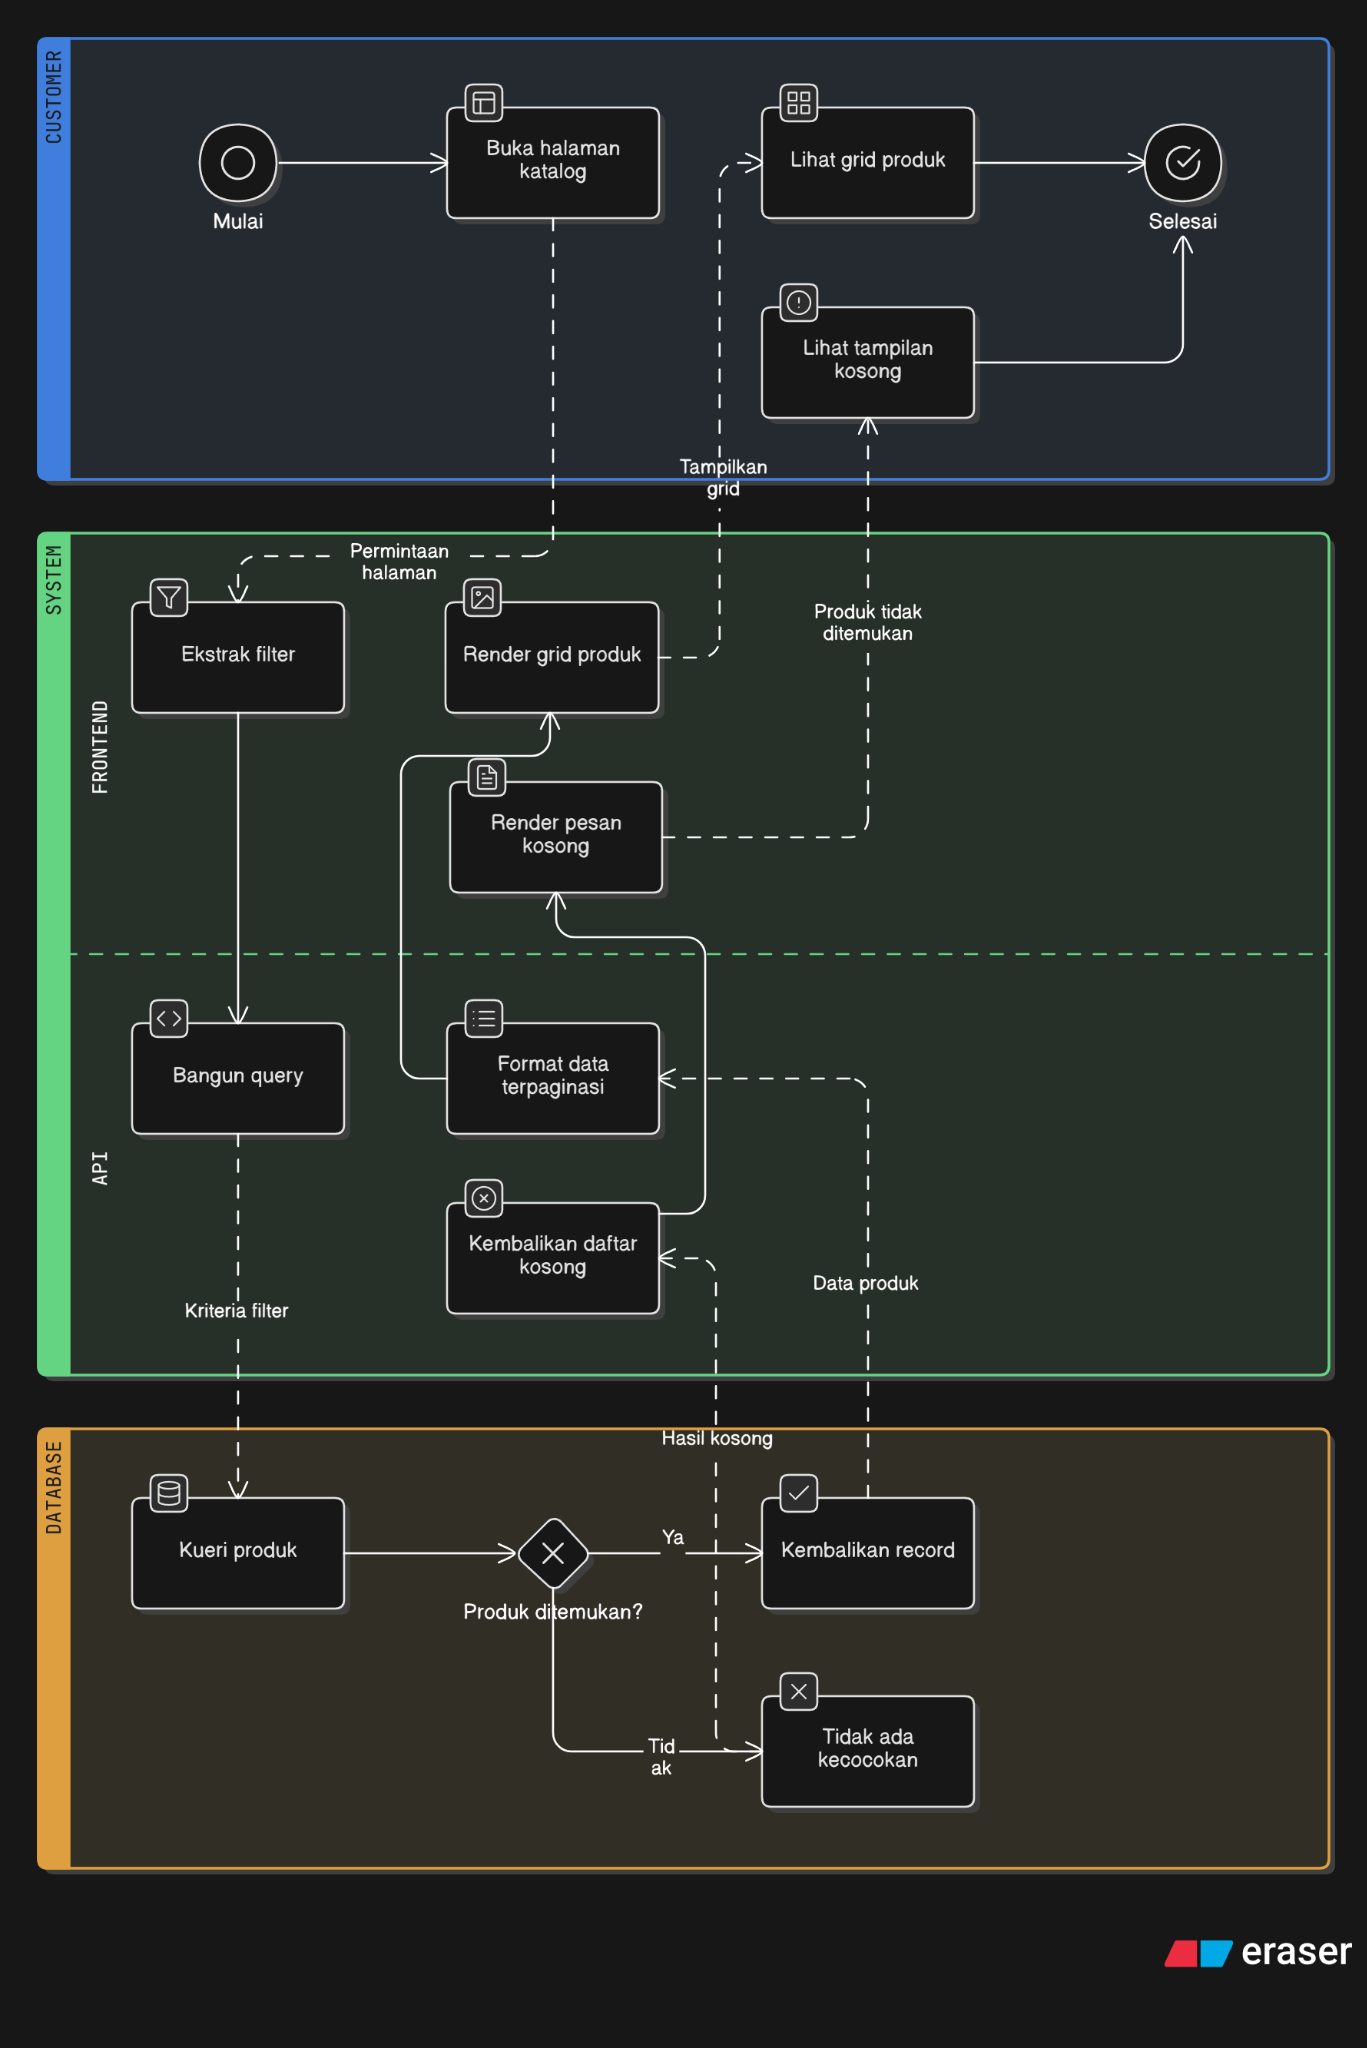 CUSTOMER
Mulai
Buka halaman
katalog
Lihat grid produk
Selesai
Lihat tampilan
kosong
Tampilkan
grid
SYSTEM
FRONTEND
Permintaan
halaman
Ekstrak filter
Render grid produk
Produk tidak
ditemukan
Render pesan
kosong
API
Bangun query
Format data
terpaginasi
Kembalikan daftar
kosong
Data produk
Kriteria filter
DATABASE
Hasil kosong
Kueri produk
Produk ditemukan?
Ya
Kembalikan record
Tid
ak
Tidak ada
kecocokan
eraser